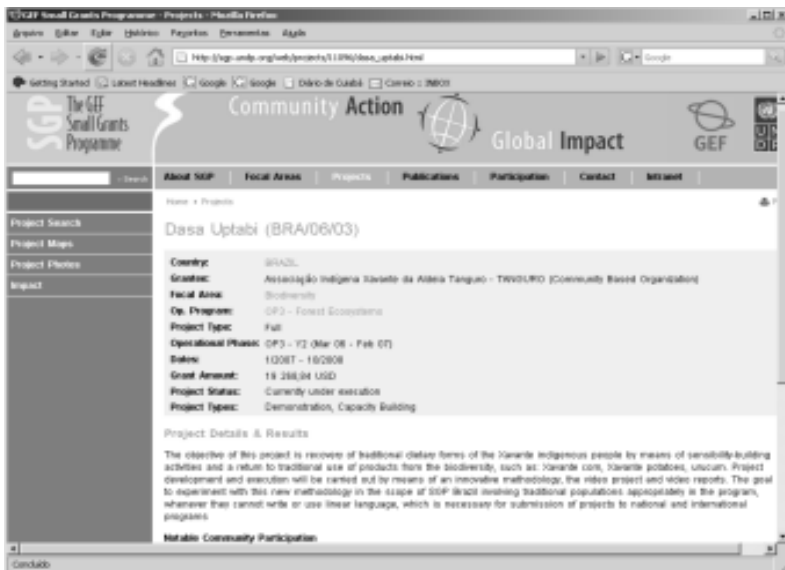 GEF Small Grants Programme - Projects - Mozilla Firefox
Arquivo Editar Exibir Histórico Favoritos Ferramentas Ajuda
Google
Getting Started Latest Headlines Google Google Diário de Cuiabá Correio :: INBOX
SGP The GEF Small Grants Programme
Community Action
Global Impact
GEF
Search
About SGP Focal Areas Projects Publications Participation Contact Intranet
Home Projects
Project Search
Project Maps
Project Photos
Impact
Dasa Uptabi (BRA/06/03)
Country: BRAZIL
Grantee: Associação Indígena Xavante da Aldeia Tanguro - TANGURO (Community Based Organization)
Focal Area: Biodiversity
Op. Program: OP3 - Forest Ecosystems
Project Type: Full
Operational Phase: OP3 - Y2 (Mar 06 - Feb 07)
Dates: 1/2007 - 10/2008
Grant Amount: USD
Project Status: Currently under execution
Project Types: Demonstration, Capacity Building
Project Details & Results
The objective of this project is recovery of traditional dietary forms of the Xavante indigenous people by means of sensibility-building
activities and a return to traditional use of products from the biodiversity, such as: Xavante corn, Xavante potatoes, urucum. Project
development and execution will be carried out by means of an innovative methodology, the video project and video reports. The goal
to experiment with this new methodology in the scope of SGP Brazil involving traditional populations appropriately in the program,
whenever they cannot write or use linear language, which is necessary for submission of projects to national and international
programs
Notable Community Participation
Concluído